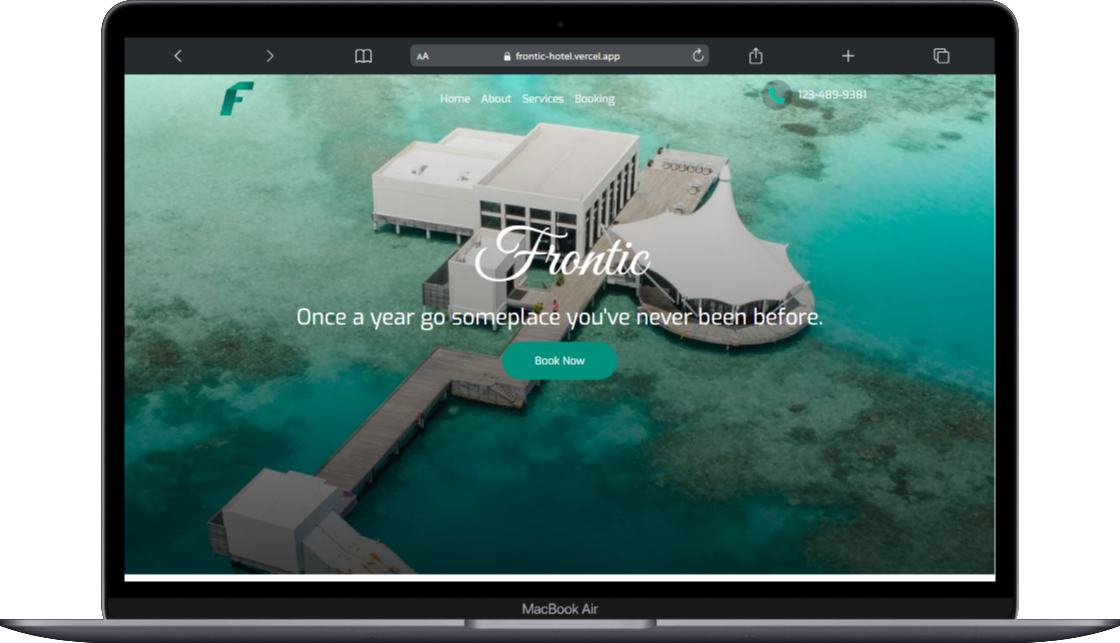 AA
frontic-hotel.vercel.app
F
Home About Services Booking
123-489-9381
Frontic
Once a year go someplace you've never been before.
Book Now
MacBook Air